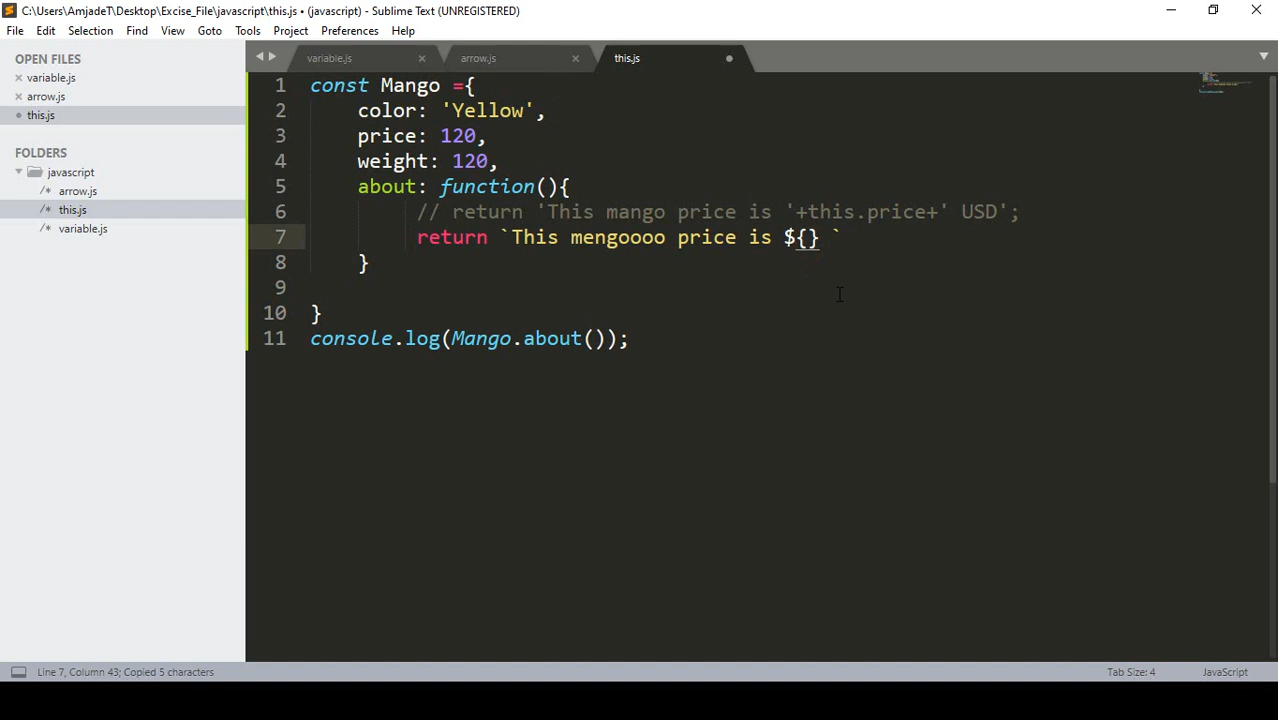 C:\Users\AmjadeT\Desktop\Excise_File\javascript\this.js • (javascript) - Sublime Text (UNREGISTERED)
File Edit Selection Find View Goto Tools Project Preferences Help
OPEN FILES
variable.js
arrow.js
this.js
FOLDERS
javascript
/* arrow.js
/* this.js
/* variable.js
variable.js arrow.js this.js
1 const Mango ={
2 color: 'Yellow',
3 price: 120,
4 weight: 120,
5 about: function(){
6 // return 'This mango price is '+this.price+' USD';
7 return `This mengoooo price is ${} `
8 }
9
10 }
11 console.log(Mango.about());
Line 7, Column 43; Copied 5 characters
Tab Size: 4
JavaScript